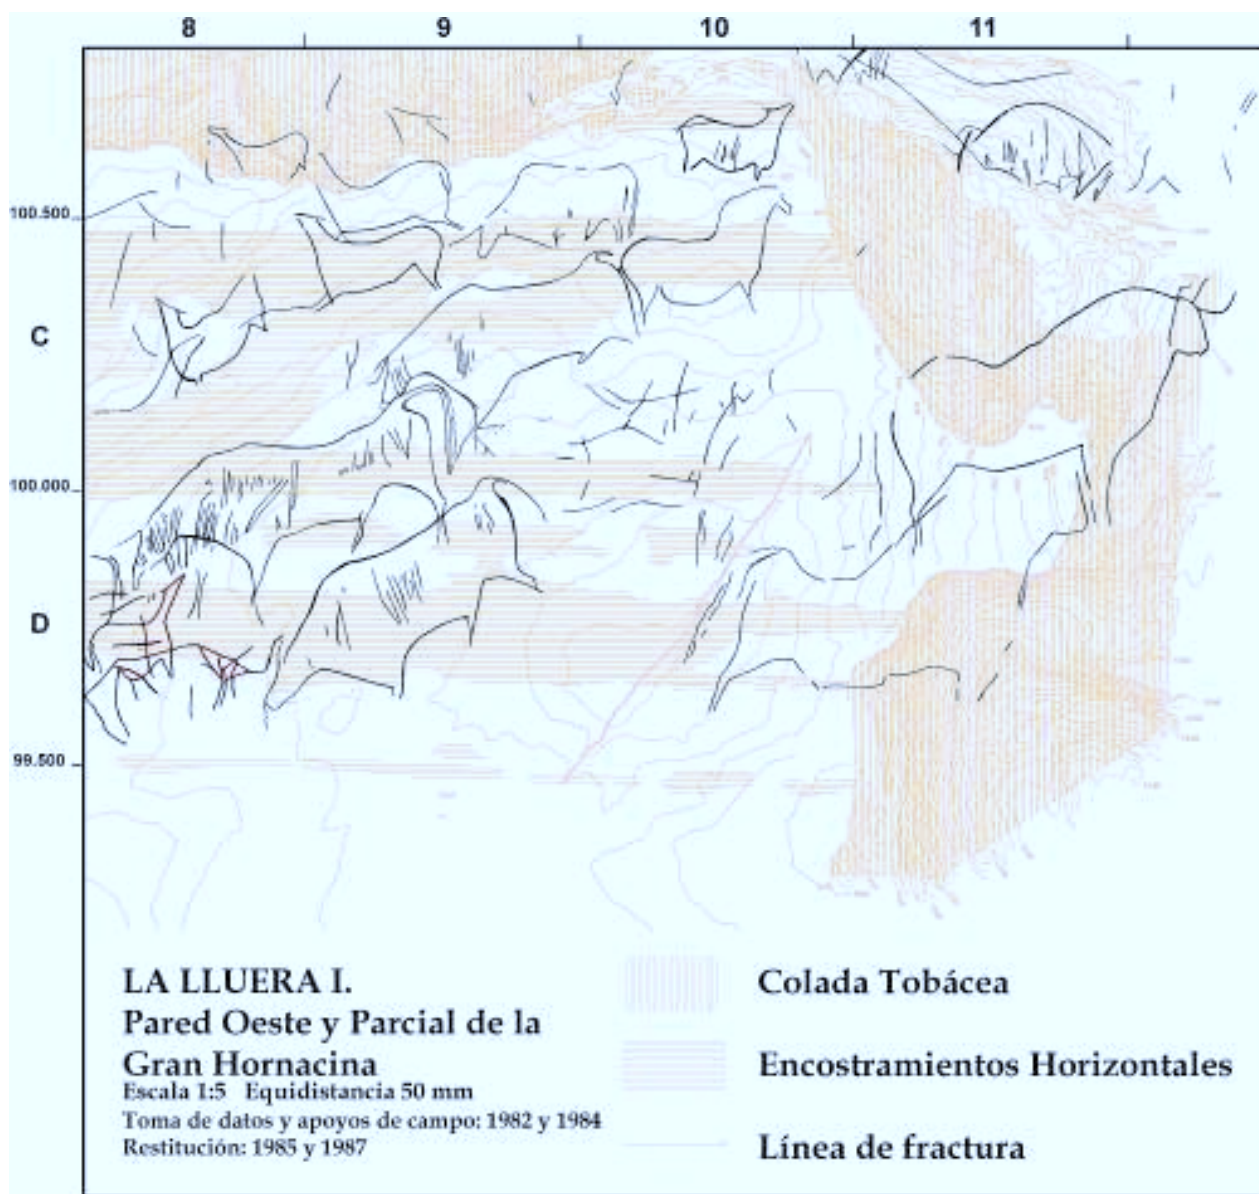 8 9 10 11
100.500
C
100.000
D
99.500
LA LLUERA I.
Pared Oeste y Parcial de la
Gran Hornacina
Escala 1:5 Equidistancia 50 mm
Toma de datos y apoyos de campo: 1982 y 1984
Restitución: 1985 y 1987
Colada Tobácea
Encostramientos Horizontales
Línea de fractura